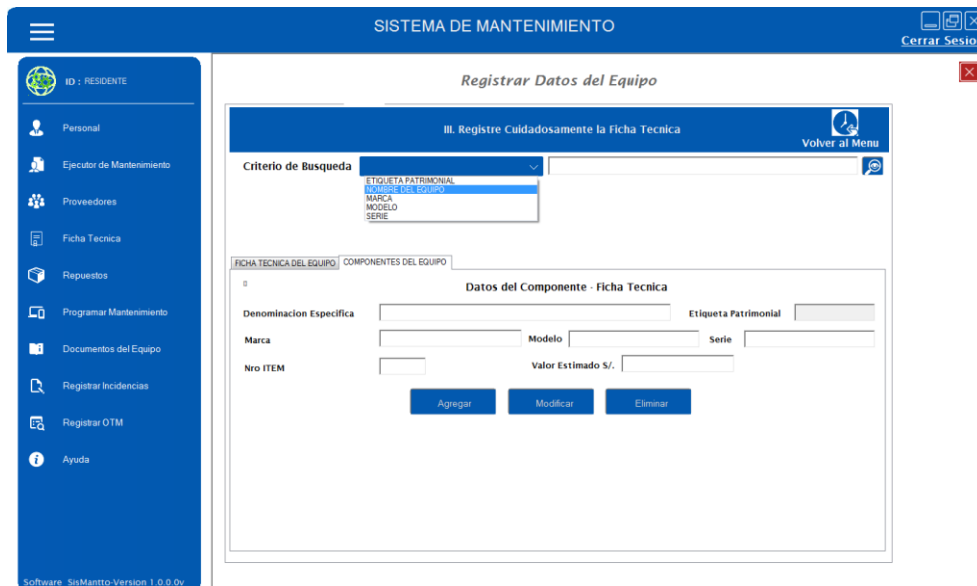 SISTEMA DE MANTENIMIENTO
Cerrar Sesio
ID : RESIDENTE
Personal
Ejecutor de Mantenimiento
Proveedores
Ficha Tecnica
Repuestos
Programar Mantenimiento
Documentos del Equipo
Registrar Incidencias
Registrar OTM
Ayuda
Software SisMantto-Version 1.0.0.0v
Registrar Datos del Equipo
III. Registre Cuidadosamente la Ficha Tecnica
Volver al Menu
Criterio de Busqueda
ETIQUETA PATRIMONIAL
NOMBRE DEL EQUIPO
MARCA
MODELO
SERIE
FICHA TECNICA DEL EQUIPO COMPONENTES DEL EQUIPO
Datos del Componente - Ficha Tecnica
Denominacion Especifica Etiqueta Patrimonial
Marca Modelo Serie
Nro ITEM Valor Estimado S/.
Agregar Modificar Eliminar